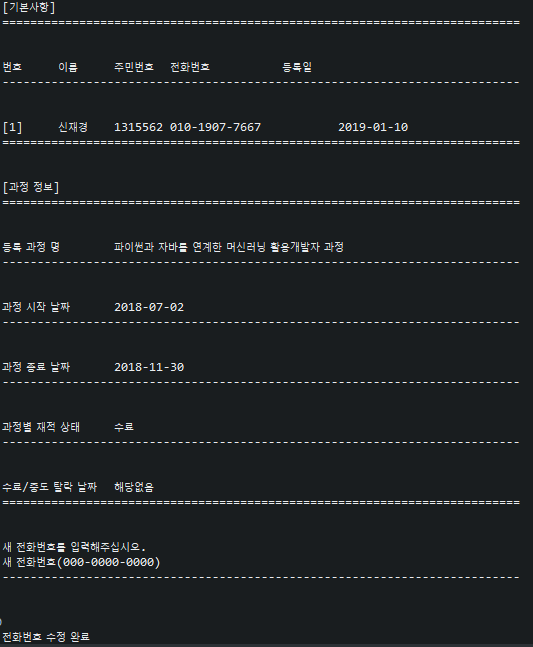 [기본사항]
==========================================================================
번호 이름 주민번호 전화번호 등록일
--------------------------------------------------------------------------
[1] 신재경 1315562 010-1907-7667 2019-01-10
==========================================================================
[과정 정보]
==========================================================================
등록 과정 명 파이썬과 자바를 연계한 머신러닝 활용개발자 과정
--------------------------------------------------------------------------
과정 시작 날짜 2018-07-02
--------------------------------------------------------------------------
과정 종료 날짜 2018-11-30
--------------------------------------------------------------------------
과정별 재적 상태 수료
--------------------------------------------------------------------------
수료/중도 탈락 날짜 해당없음
==========================================================================
새 전화번호를 입력해주십시오.
새 전화번호(000-0000-0000)
--------------------------------------------------------------------------
전화번호 수정 완료